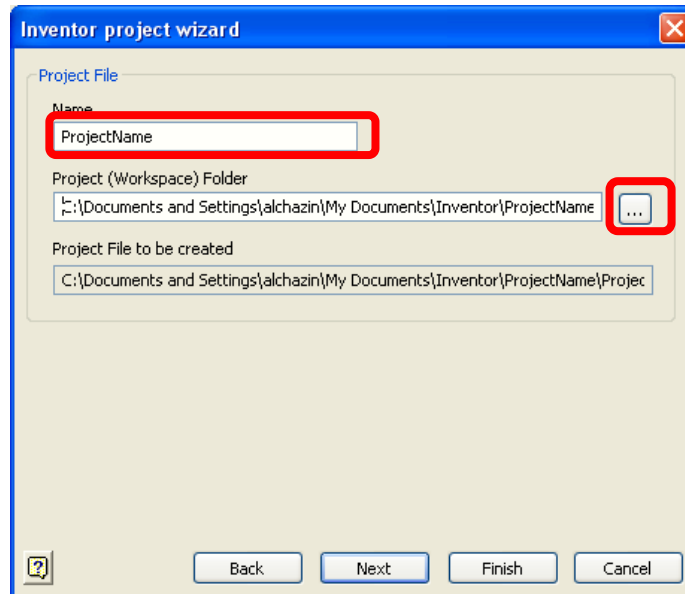 Inventor project wizard
Project File
Name
ProjectName
Project (Workspace) Folder
C:\Documents and Settings\alchazin\My Documents\Inventor\ProjectName
...
Project File to be created
C:\Documents and Settings\alchazin\My Documents\Inventor\ProjectName\Projec
Back Next Finish Cancel